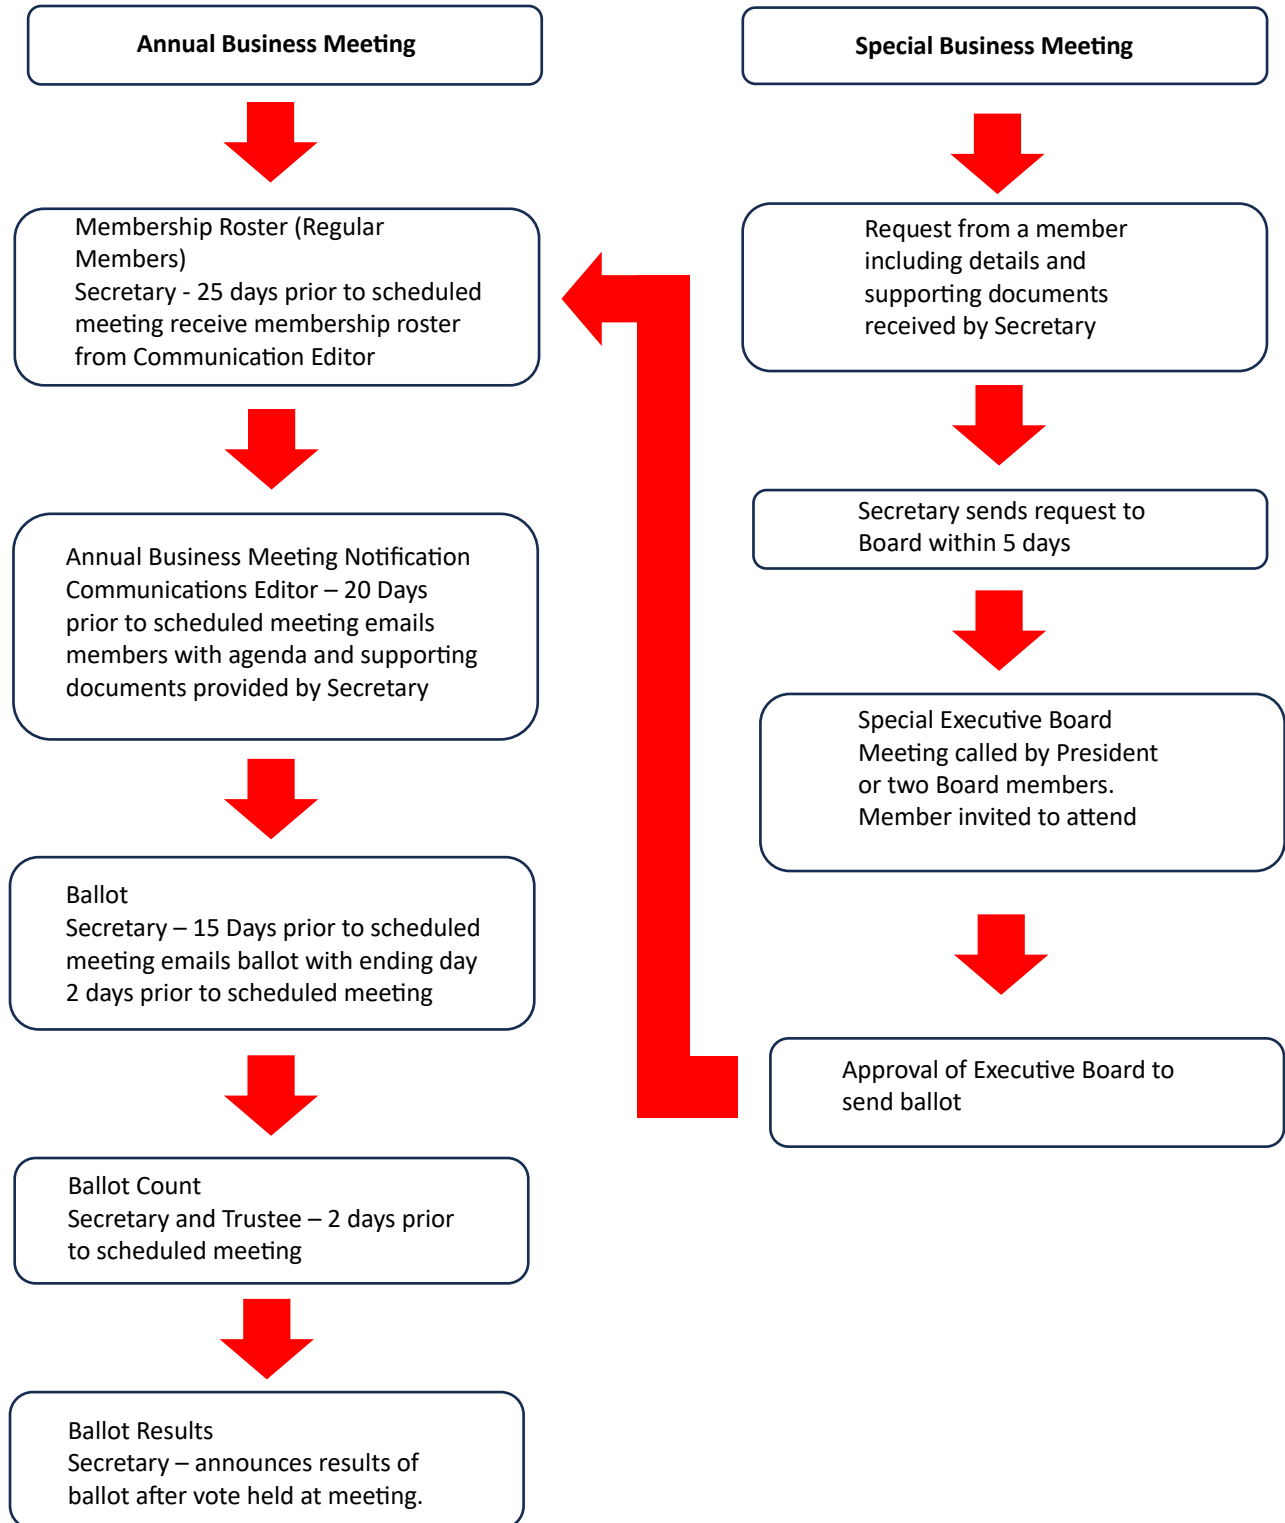 Annual Business Meeting
Membership Roster (Regular
Members)
Secretary - 25 days prior to scheduled
meeting receive membership roster
from Communication Editor
Annual Business Meeting Notification
Communications Editor – 20 Days
prior to scheduled meeting emails
members with agenda and supporting
documents provided by Secretary
Ballot
Secretary – 15 Days prior to scheduled
meeting emails ballot with ending day
2 days prior to scheduled meeting
Ballot Count
Secretary and Trustee – 2 days prior
to scheduled meeting
Ballot Results
Secretary – announces results of
ballot after vote held at meeting.
Special Business Meeting
Request from a member
including details and
supporting documents
received by Secretary
Secretary sends request to
Board within 5 days
Special Executive Board
Meeting called by President
or two Board members.
Member invited to attend
Approval of Executive Board to
send ballot